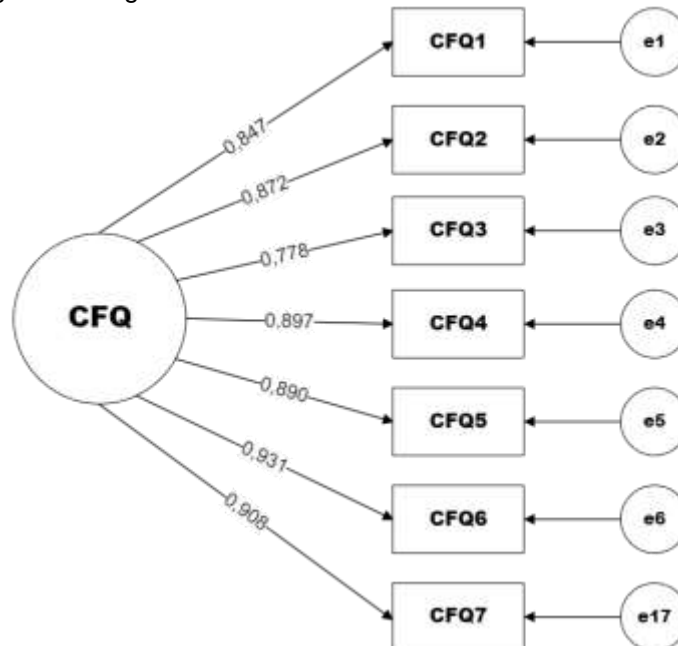 CFQ1 e1
0,847
CFQ2 e2
0,872
CFQ3 e3
0,778
CFQ CFQ4 e4
0,897
CFQ5 e5
0,890
CFQ6 e6
0,931
CFQ7 e17
0,908